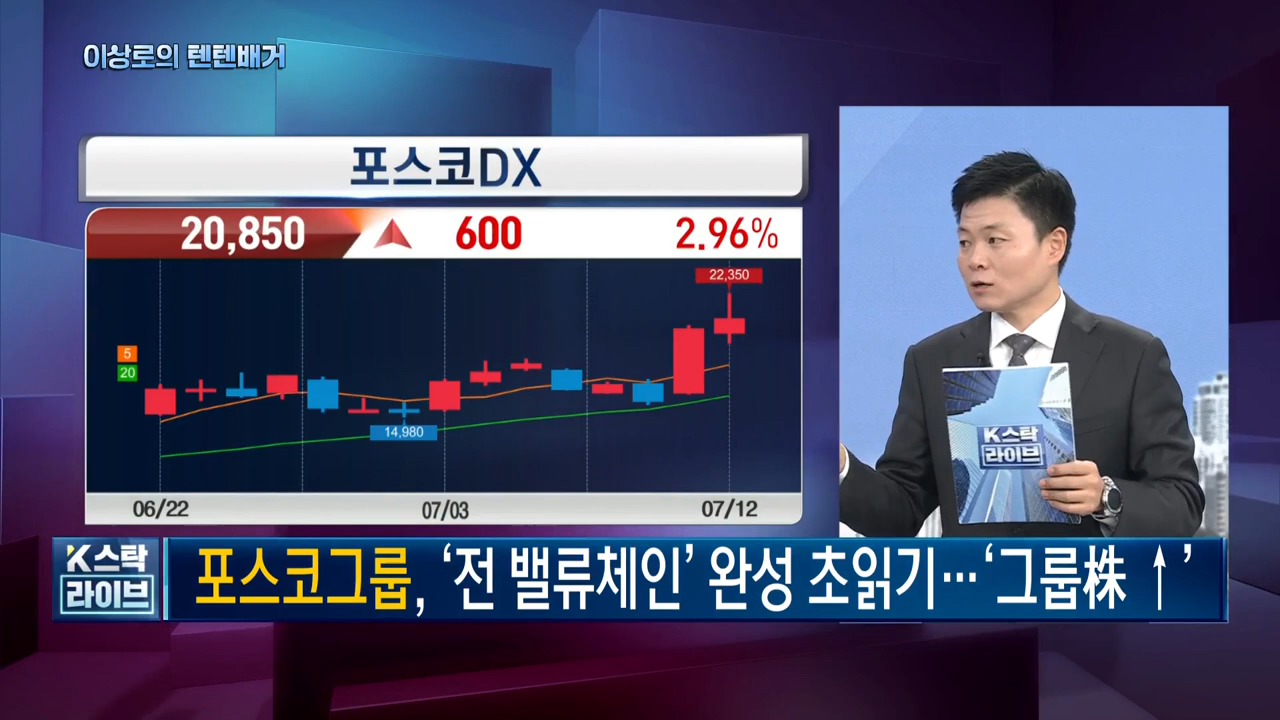 이상로의 텐텐배거
포스코DX
20,850 ▲ 600 2.96%
22,350
5
20
14,980
06/22 07/03 07/12
K스탁
라이브
K스탁
라이브
포스코그룹, ‘전 밸류체인’ 완성 초읽기…‘그룹株↑’